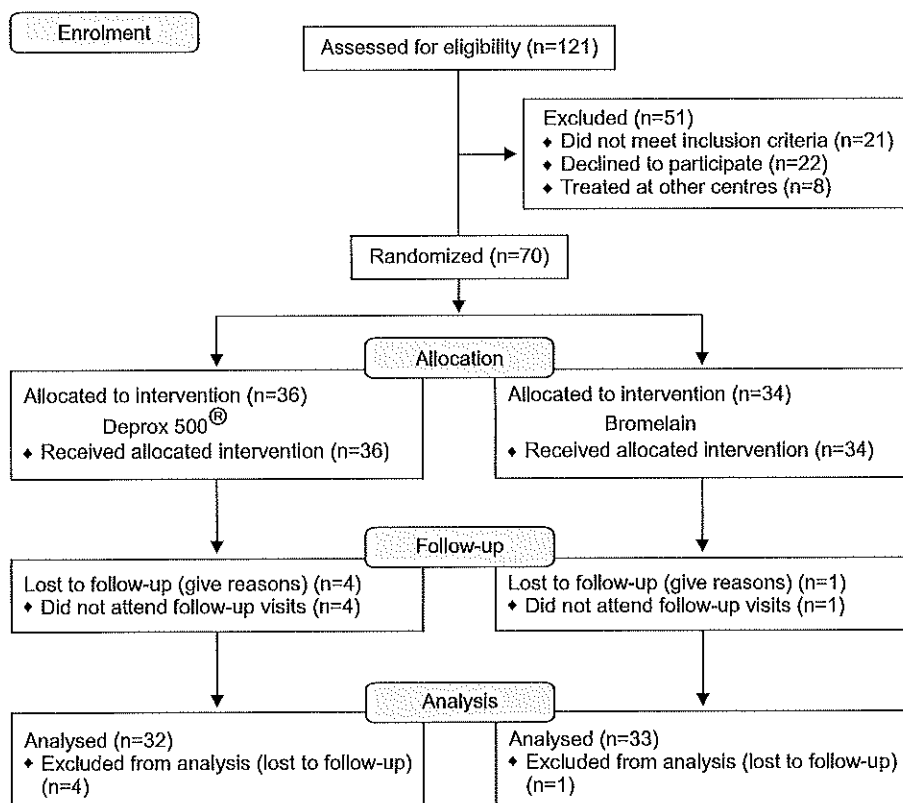 Enrolment
Assessed for eligibility (n=121)
Excluded (n=51)
♦ Did not meet inclusion criteria (n=21)
♦ Declined to participate (n=22)
♦ Treated at other centres (n=8)
Randomized (n=70)
Allocation
Allocated to intervention (n=36)
Deprox 500®
♦ Received allocated intervention (n=36)
Allocated to intervention (n=34)
Bromelain
♦ Received allocated intervention (n=34)
Follow-up
Lost to follow-up (give reasons) (n=4)
♦ Did not attend follow-up visits (n=4)
Lost to follow-up (give reasons) (n=1)
♦ Did not attend follow-up visits (n=1)
Analysis
Analysed (n=32)
♦ Excluded from analysis (lost to follow-up)
(n=4)
Analysed (n=33)
♦ Excluded from analysis (lost to follow-up)
(n=1)